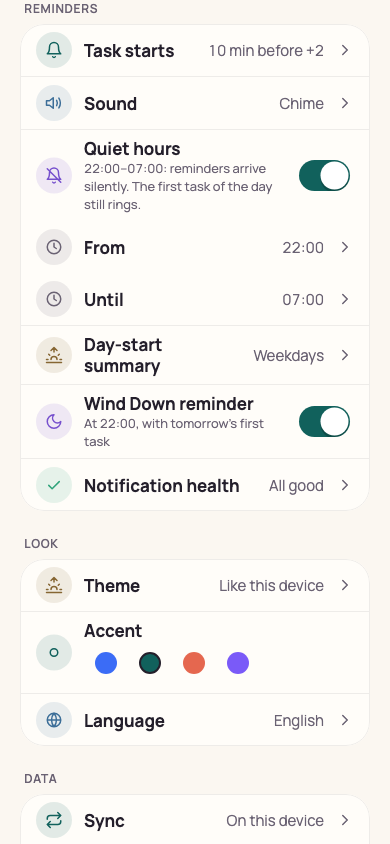 REMINDERS
Task starts 10 min before +2
Sound Chime
Quiet hours
22:00–07:00: reminders arrive
silently. The first task of the day
still rings.
From 22:00
Until 07:00
Day-start
summary
Weekdays
Wind Down reminder
At 22:00, with tomorrow's first
task
Notification health All good
LOOK
Theme Like this device
Accent
Language English
DATA
Sync On this device